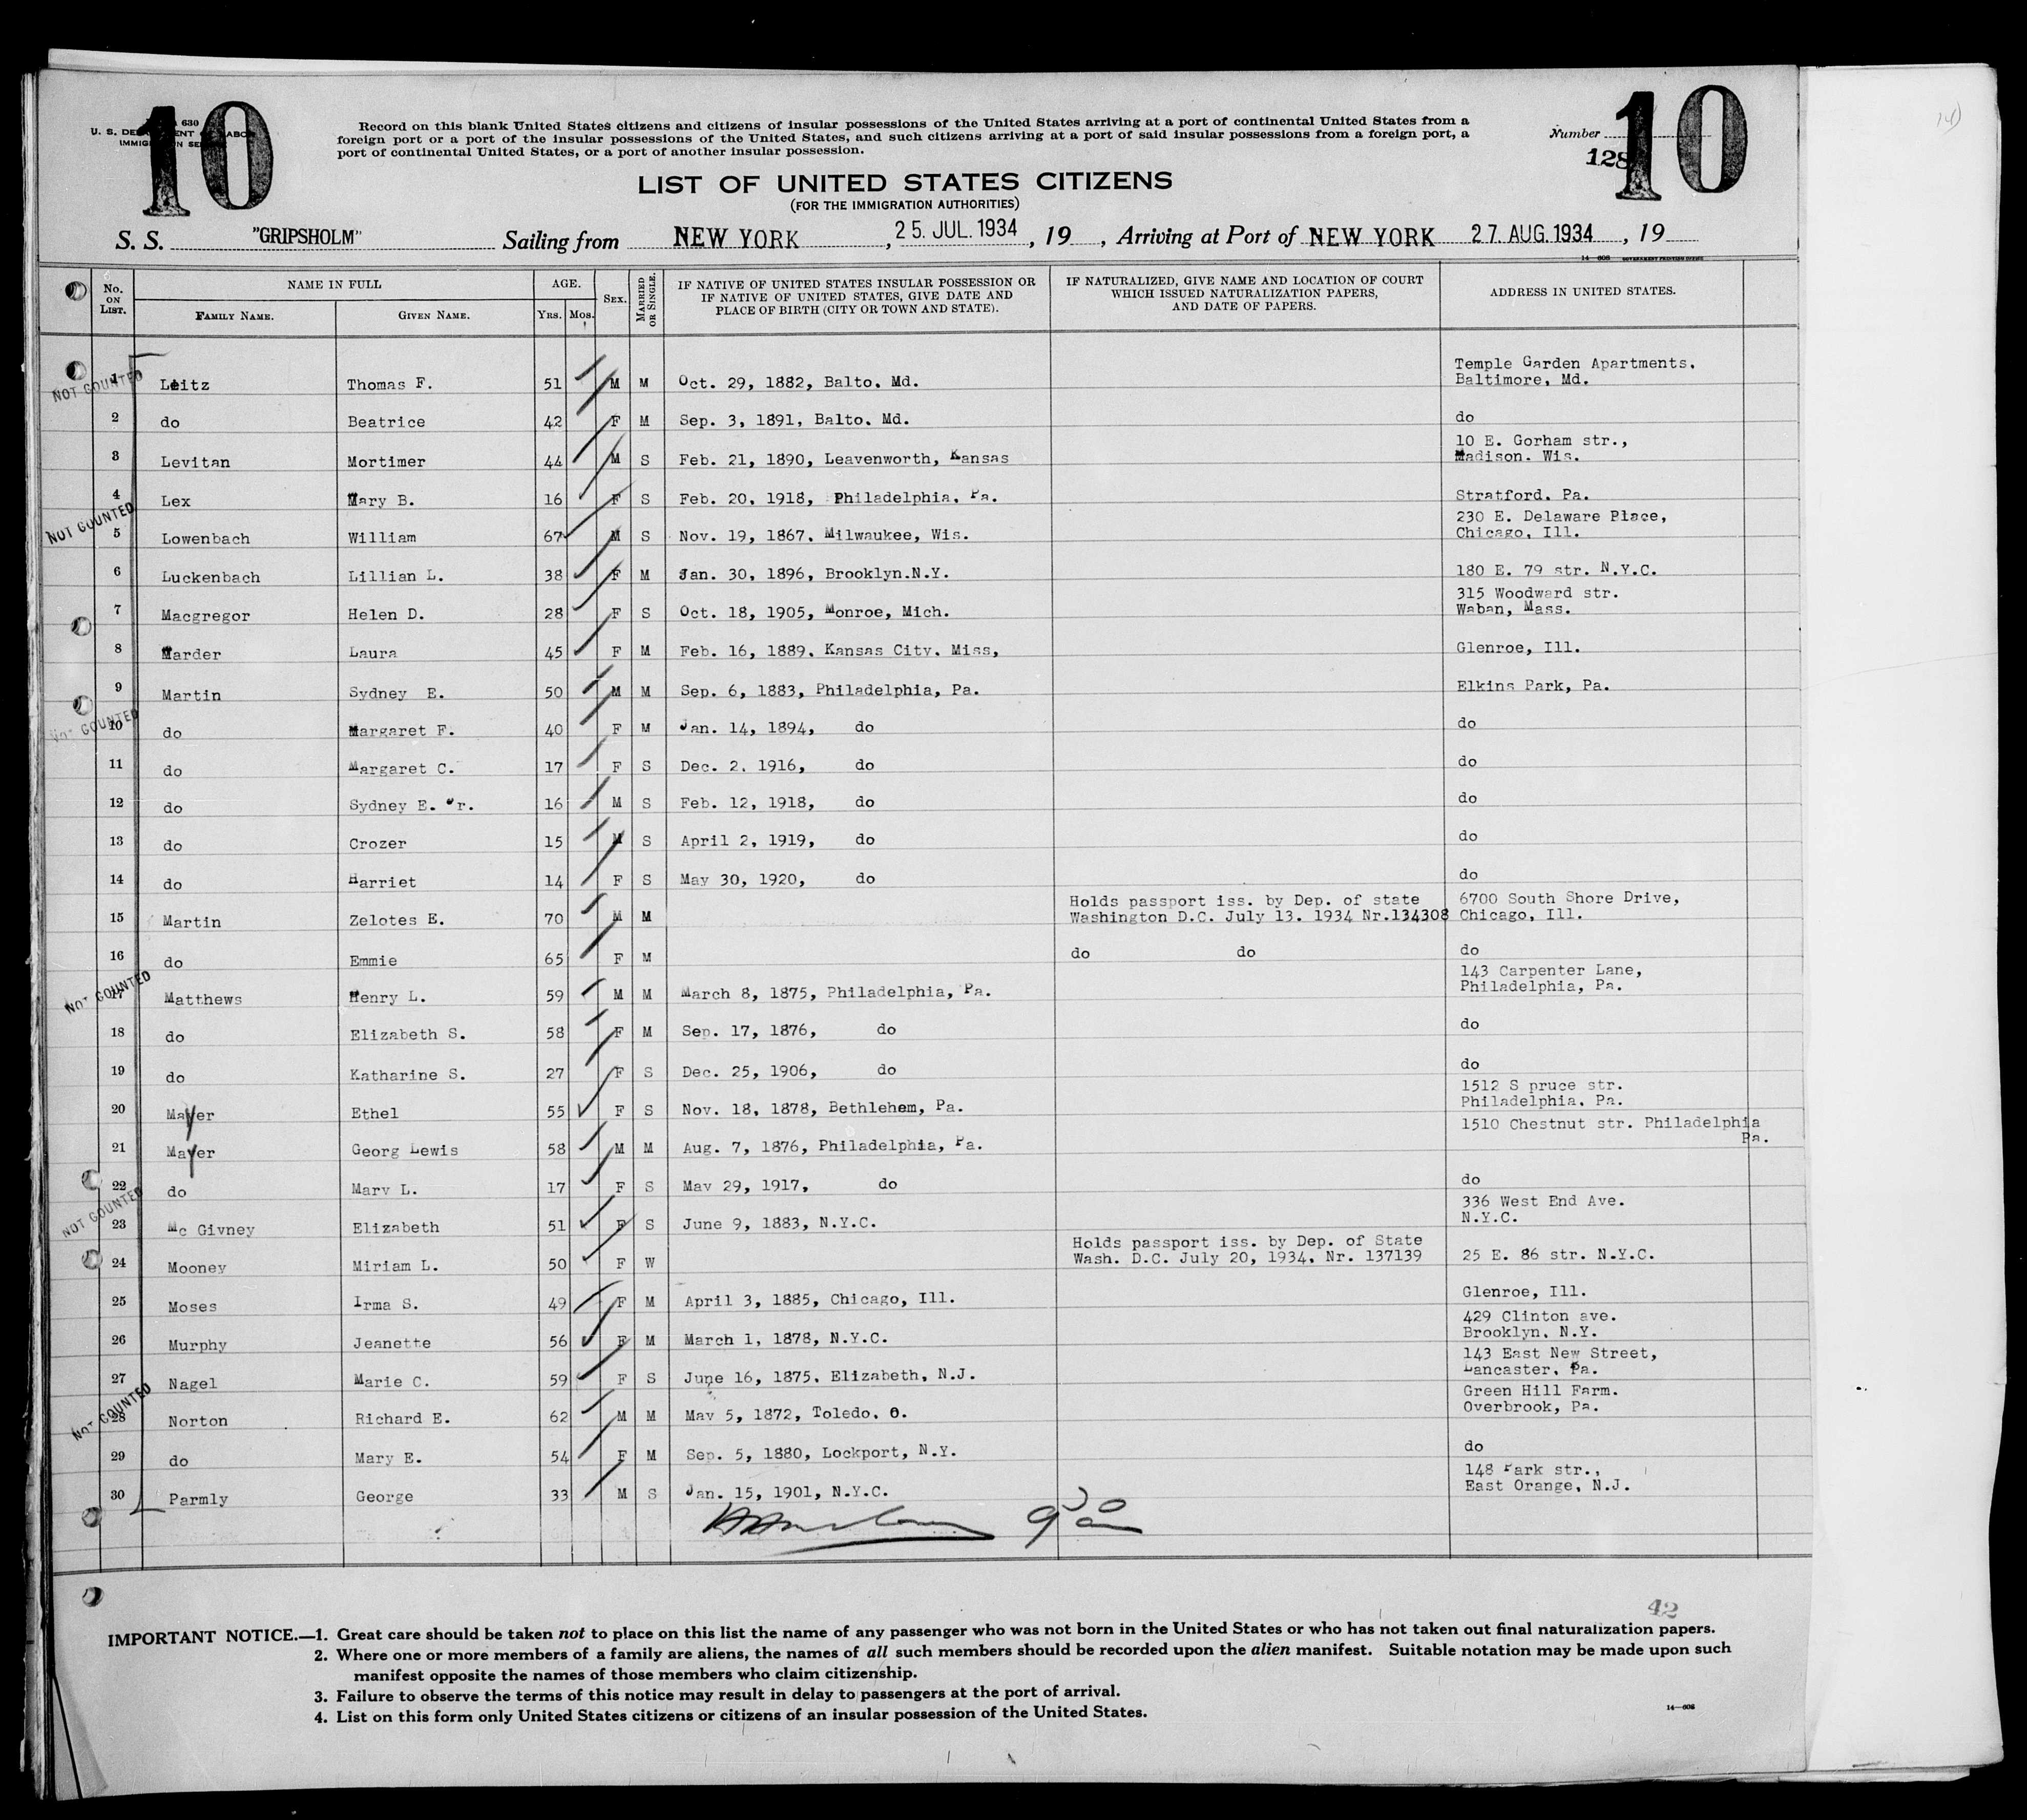 10
630
U. S. DEPARTMENT OF LABOR
IMMIGRATION SERVICE
Record on this blank United States citizens and citizens of insular possessions of the United States arriving at a port of continental United States from a
foreign port or a port of the insular possessions of the United States, and such citizens arriving at a port of said insular possessions from a foreign port, a
port of continental United States, or a port of another insular possession.
Number
128
10
LIST OF UNITED STATES CITIZENS
(FOR THE IMMIGRATION AUTHORITIES)
S. S. "GRIPSHOLM" Sailing from NEW YORK, 25. JUL. 1934, 19 , Arriving at Port of NEW YORK 27. AUG. 1934, 19
14—606 GOVERNMENT PRINTING OFFICE
No. ON LIST. NAME IN FULL AGE. SEX. MARRIED OR SINGLE. IF NATIVE OF UNITED STATES INSULAR POSSESSION OR IF NATIVE OF UNITED STATES, GIVE DATE AND PLACE OF BIRTH (CITY OR TOWN AND STATE). IF NATURALIZED, GIVE NAME AND LOCATION OF COURT WHICH ISSUED NATURALIZATION PAPERS, AND DATE OF PAPERS. ADDRESS IN UNITED STATES.
FAMILY NAME. GIVEN NAME. YRS. MOS.
NOT COUNTED
1 Leitz Thomas F. 51 M M Oct. 29, 1882, Balto. Md. Temple Garden Apartments. Baltimore, Md.
2 do Beatrice 42 F M Sep. 3, 1891, Balto. Md. do
3 Levitan Mortimer 44 M S Feb. 21, 1890, Leavenworth, Kansas 10 E. Gorham str., Madison. Wis.
4 Lex Mary B. 16 F S Feb. 20, 1918, Philadelphia, Pa. Stratford. Pa.
NOT COUNTED
5 Lowenbach William 67 M S Nov. 19, 1867. Milwaukee, Wis. 230 E. Delaware Place, Chicago, Ill.
6 Luckenbach Lillian L. 38 F M Jan. 30, 1896, Brooklyn.N.Y. 180 E. 79 str. N.Y.C.
7 Macgregor Helen D. 28 F S Oct. 18, 1905, Monroe, Mich. 315 Woodward str. Waban, Mass.
8 Marder Laura 45 F M Feb. 16, 1889. Kansas City. Miss, Glenroe, Ill.
9 Martin Sydney E. 50 M M Sep. 6, 1883, Philadelphia, Pa. Elkins Park, Pa.
NOT COUNTED
10 do Margaret F. 40 F M Jan. 14, 1894, do do
11 do Margaret C. 17 F S Dec. 2. 1916, do do
12 do Sydney E. Jr. 16 M S Feb. 12, 1918, do do
13 do Crozer 15 M S April 2, 1919, do do
14 do Harriet 14 F S May 30, 1920, do do
15 Martin Zelotes E. 70 M M Holds passport iss. by Dep. of state Washington D.C. July 13. 1934 Nr.134308 6700 South Shore Drive, Chicago, Ill.
16 do Emmie 65 F M do do do
NOT COUNTED
17 Matthews Henry L. 59 M M March 8, 1875, Philadelphia, Pa. 143 Carpenter Lane, Philadelphia, Pa.
18 do Elizabeth S. 58 F M Sep. 17, 1876, do do
19 do Katharine S. 27 F S Dec. 25, 1906, do do
20 Mayer Ethel 55 F S Nov. 18. 1878, Bethlehem, Pa. 1512 S pruce str. Philadelphia. Pa.
21 Mayer Georg Lewis 58 M M Aug. 7, 1876, Philadelphia, Pa. 1510 Chestnut str. Philadelphia Pa.
22 do Mary L. 17 F S May 29, 1917, do do
NOT COUNTED
23 Mc Givney Elizabeth 51 F S June 9, 1883, N.Y.C. 336 West End Ave. N.Y.C.
24 Mooney Miriam L. 50 F W Holds passport iss. by Dep. of State Wash. D.C. July 20, 1934, Nr. 137139 25 E. 86 str. N.Y.C.
25 Moses Irma S. 49 F M April 3, 1885, Chicago, Ill. Glenroe, Ill.
26 Murphy Jeanette 56 F M March 1, 1878, N.Y.C. 429 Clinton ave. Brooklyn. N.Y.
27 Nagel Marie C. 59 F S June 16, 1875. Elizabeth, N.J. 143 East New Street, Lancaster, Pa.
NOT COUNTED
28 Norton Richard E. 62 M M May 5, 1872, Toledo. O. Green Hill Farm. Overbrook, Pa.
29 do Mary E. 54 F M Sep. 5, 1880, Lockport, N.Y. do
30 Parmly George 33 M S Jan. 15, 1901, N.Y.C. 148 Park str., East Orange, N.J.
42
IMPORTANT NOTICE.—1. Great care should be taken not to place on this list the name of any passenger who was not born in the United States or who has not taken out final naturalization papers.
2. Where one or more members of a family are aliens, the names of all such members should be recorded upon the alien manifest. Suitable notation may be made upon such
manifest opposite the names of those members who claim citizenship.
3. Failure to observe the terms of this notice may result in delay to passengers at the port of arrival.
4. List on this form only United States citizens or citizens of an insular possession of the United States.
14—606